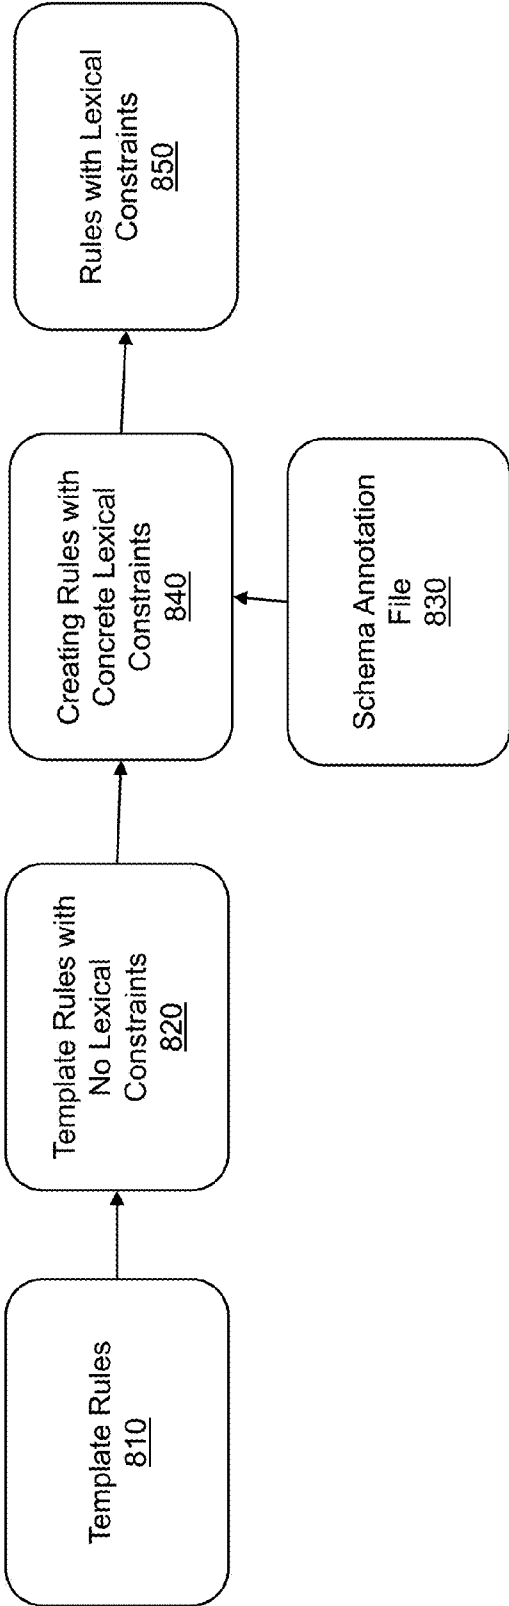 Template Rules
810
Template Rules with
No Lexical
Constraints
820
Creating Rules with
Concrete Lexical
Constraints
840
Schema Annotation
File
830
Rules with Lexical
Constraints
850